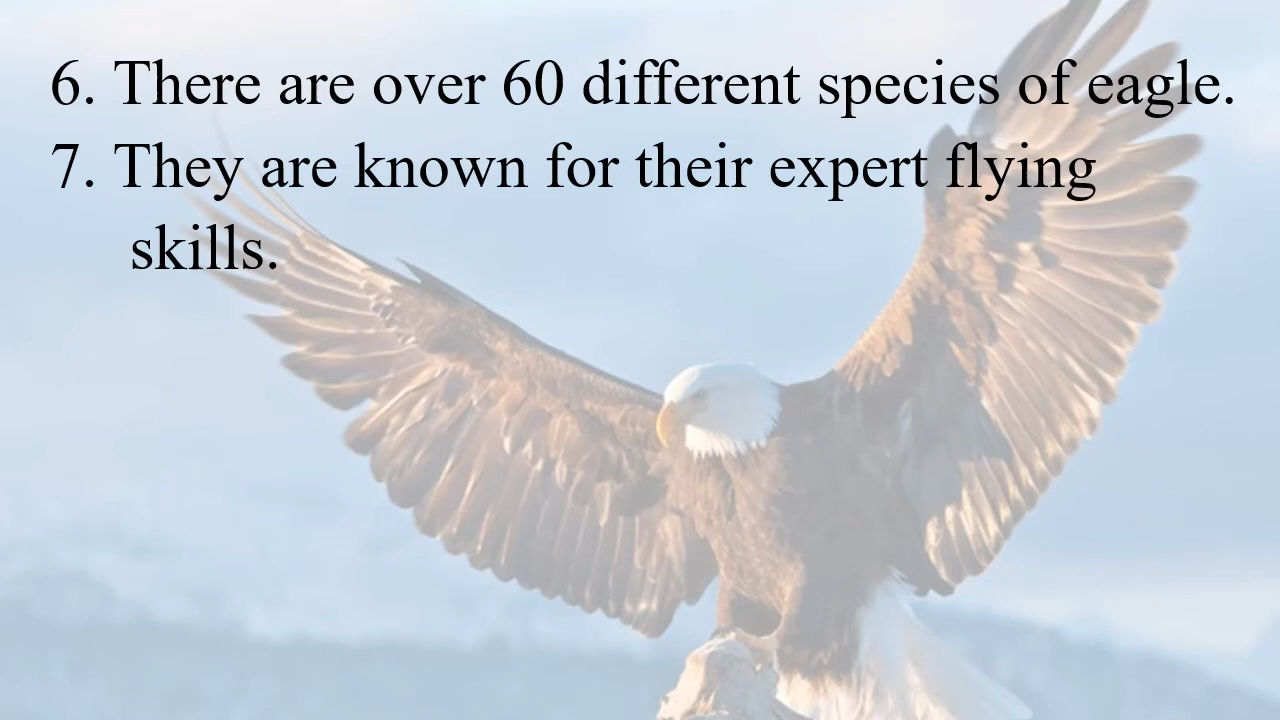 6. There are over 60 different species of eagle.
7. They are known for their expert flying
skills.